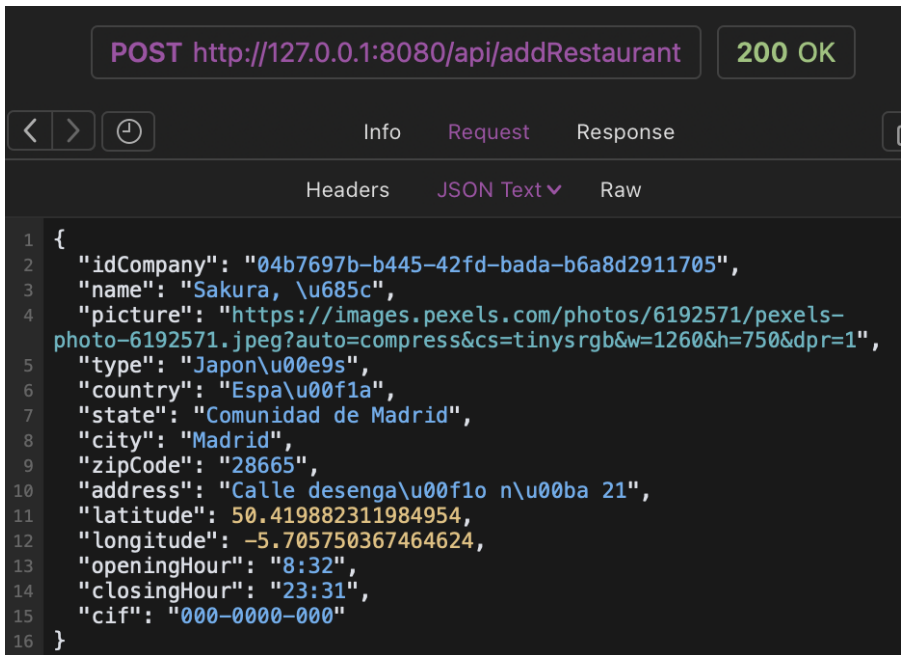 POST http://127.0.0.1:8080/api/addRestaurant 200 OK
Info Request Response
Headers JSON Text Raw
1 {
2 "idCompany": "04b7697b-b445-42fd-bada-b6a8d2911705",
3 "name": "Sakura, \u685c",
4 "picture": "https://images.pexels.com/photos/6192571/pexels-
photo-6192571.jpeg?auto=compress&cs=tinysrgb&w=1260&h=750&dpr=1",
5 "type": "Japon\u00e9s",
6 "country": "Espa\u00f1a",
7 "state": "Comunidad de Madrid",
8 "city": "Madrid",
9 "zipCode": "28665",
10 "address": "Calle desenga\u00f1o n\u00ba 21",
11 "latitude": 50.419882311984954,
12 "longitude": -5.705750367464624,
13 "openingHour": "8:32",
14 "closingHour": "23:31",
15 "cif": "000-0000-000"
16 }